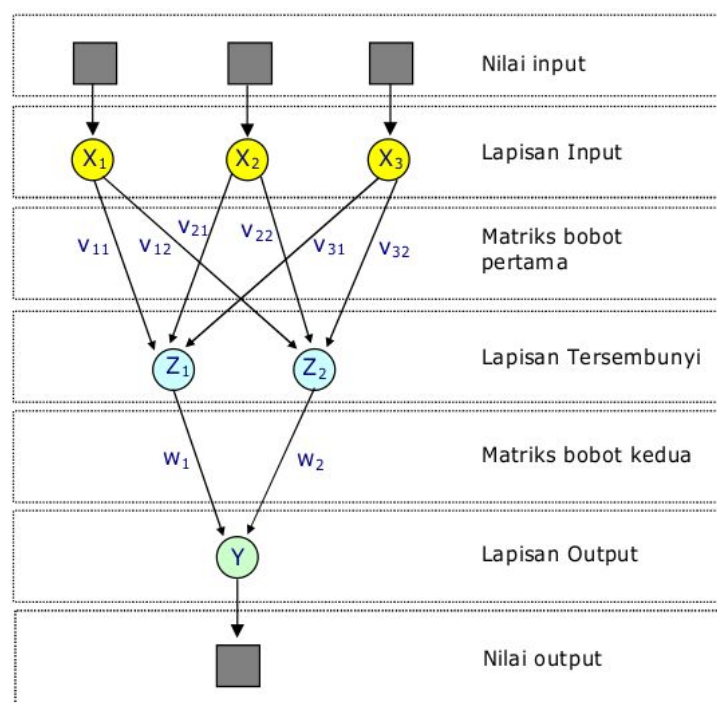 Nilai input
X₁ X₂ X₃ Lapisan Input
v₁₁ v₁₂ v₂₁ v₂₂ v₃₁ v₃₂ Matriks bobot
pertama
Z₁ Z₂ Lapisan Tersembunyi
w₁ w₂ Matriks bobot kedua
Y Lapisan Output
Nilai output